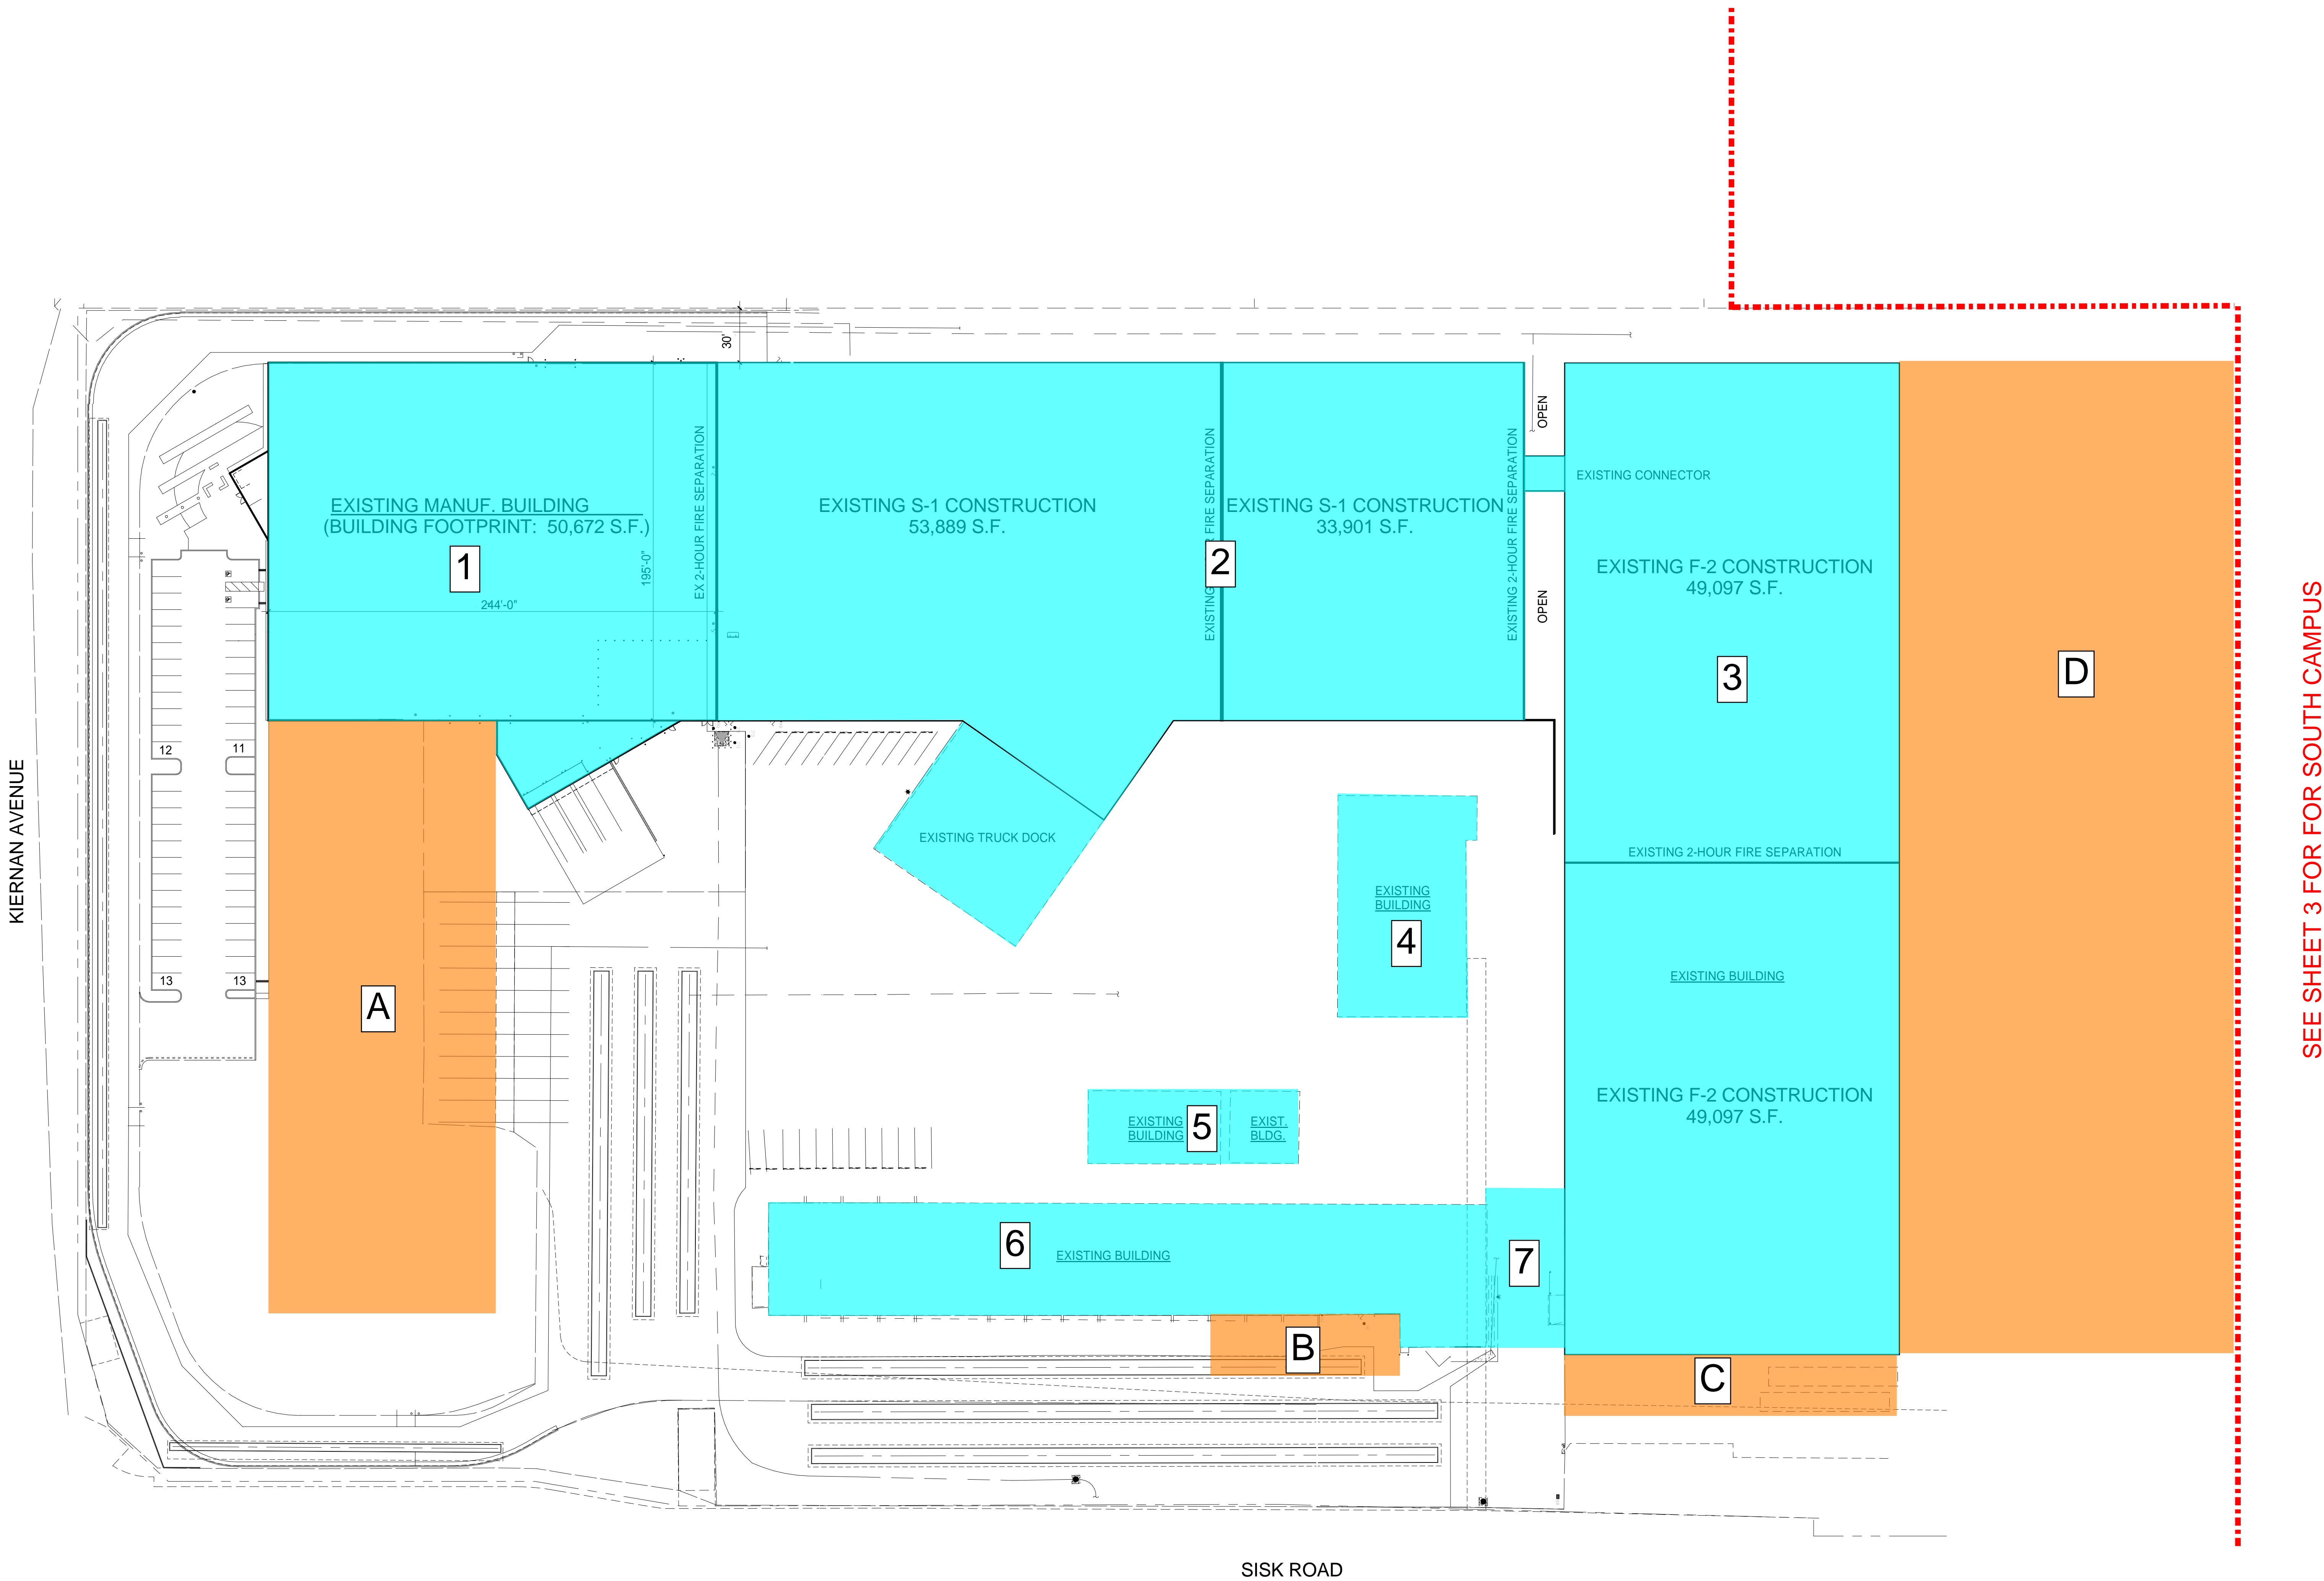 30'
OPEN
EX 2-HOUR FIRE SEPARATION
EXISTING FIRE SEPARATION
EXISTING 2-HOUR FIRE SEPARATION
EXISTING CONNECTOR
EXISTING MANUF. BUILDING
(BUILDING FOOTPRINT: 50,672 S.F.)
1
195'-0"
244'-0"
EXISTING S-1 CONSTRUCTION
53,889 S.F.
EXISTING S-1 CONSTRUCTION
33,901 S.F.
2
OPEN
EXISTING F-2 CONSTRUCTION
49,097 S.F.
3
D
12
11
KIERNAN AVENUE
EXISTING TRUCK DOCK
EXISTING 2-HOUR FIRE SEPARATION
EXISTING
BUILDING
4
SEE SHEET 3 FOR FOR SOUTH CAMPUS
13
13
A
EXISTING BUILDING
EXISTING
BUILDING
5
EXIST.
BLDG.
EXISTING F-2 CONSTRUCTION
49,097 S.F.
6
EXISTING BUILDING
7
B
C
SISK ROAD